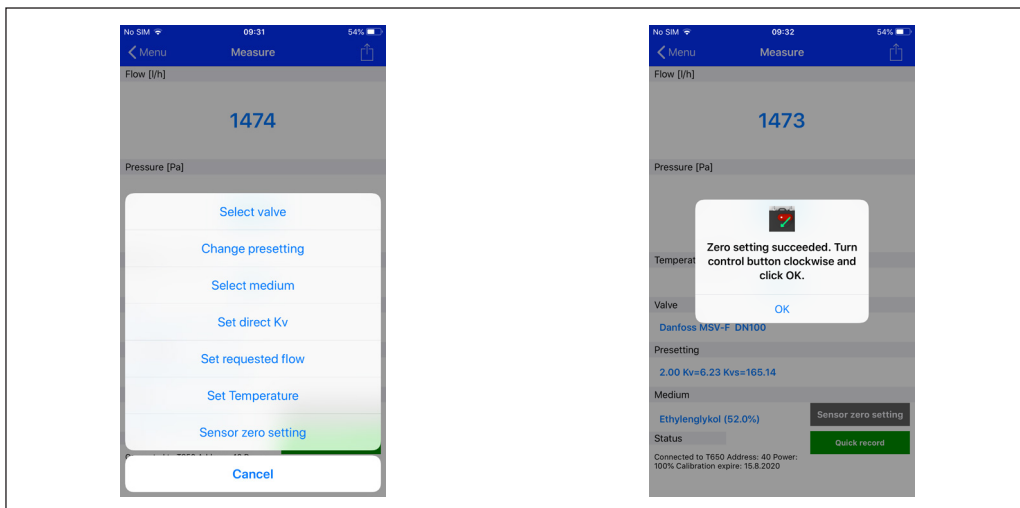 No SIM 09:31 54%
Menu Measure
Flow [l/h]
1474
Pressure [Pa]
Select valve
Change presetting
Select medium
Set direct Kv
Set requested flow
Set Temperature
Sensor zero setting
Cancel
No SIM 09:32 54%
Menu Measure
Flow [l/h]
1473
Pressure [Pa]
Zero setting succeeded. Turn
control button clockwise and
click OK.
OK
Temperat
Valve
Danfoss MSV-F DN100
Presetting
2.00 Kv=6.23 Kvs=165.14
Medium
Ethylenglykol (52.0%)
Sensor zero setting
Status
Quick record
Connected to T650 Address: 40 Power:
100% Calibration expire: 15.8.2020